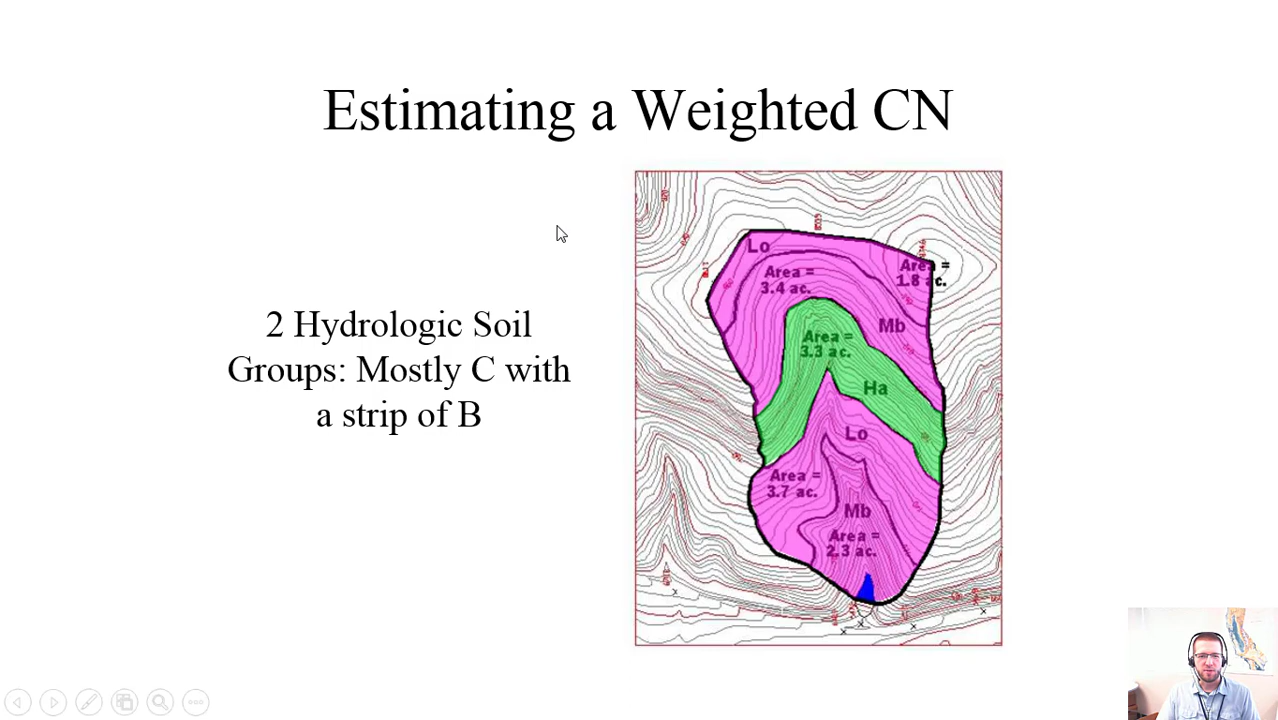 Estimating a Weighted CN
2 Hydrologic Soil
Groups: Mostly C with
a strip of B
Lo
Area =
3.4 ac.
Area =
1.8 ac.
Mb
Area =
3.3 ac.
Ha
Lo
Area =
3.7 ac.
Mb
Area =
2.3 ac.